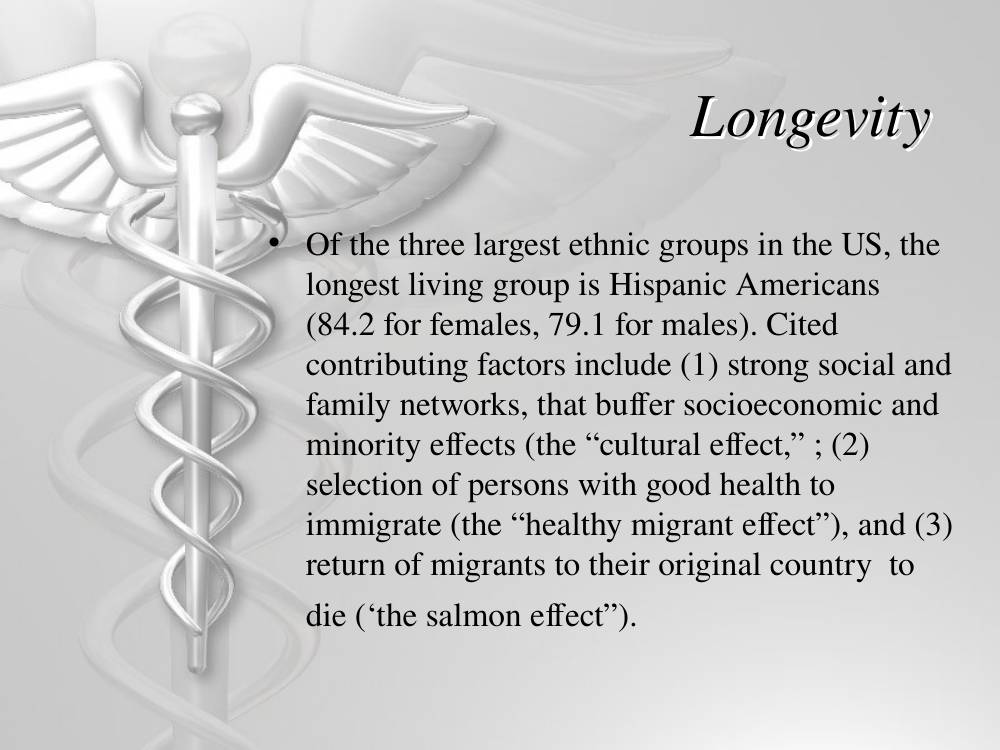 Longevity
• Of the three largest ethnic groups in the US, the
longest living group is Hispanic Americans
(84.2 for females, 79.1 for males). Cited
contributing factors include (1) strong social and
family networks, that buffer socioeconomic and
minority effects (the “cultural effect,” ; (2)
selection of persons with good health to
immigrate (the “healthy migrant effect”), and (3)
return of migrants to their original country  to
die (‘the salmon effect”).